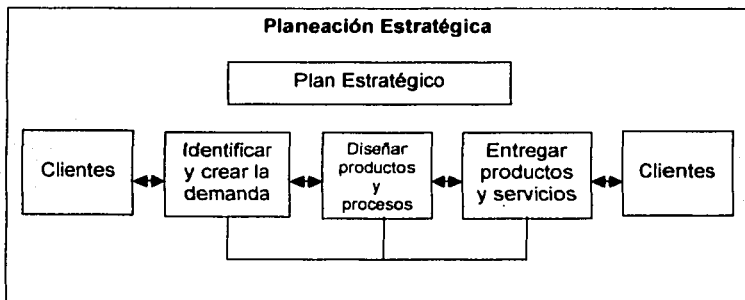 Planeación Estratégica
Plan Estratégico
Clientes
Identificar
y crear la
demanda
Diseñar
productos
y
procesos
Entregar
productos
y servicios
Clientes